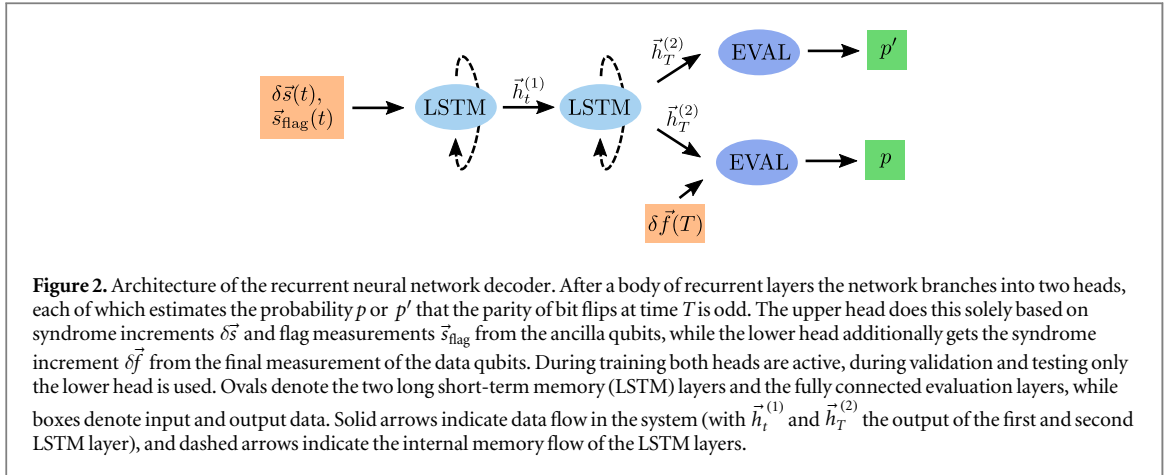 δs⃗(t),
s⃗_flag(t)
LSTM
h⃗_t^(1)
LSTM
h⃗_T^(2)
EVAL
p′
h⃗_T^(2)
EVAL
p
δf⃗(T)
Figure 2. Architecture of the recurrent neural network decoder. After a body of recurrent layers the network branches into two heads,
each of which estimates the probability p or p′ that the parity of bit flips at time T is odd. The upper head does this solely based on
syndrome increments δs⃗ and flag measurements s⃗_flag from the ancilla qubits, while the lower head additionally gets the syndrome
increment δf⃗ from the final measurement of the data qubits. During training both heads are active, during validation and testing only
the lower head is used. Ovals denote the two long short-term memory (LSTM) layers and the fully connected evaluation layers, while
boxes denote input and output data. Solid arrows indicate data flow in the system (with h⃗_t^(1) and h⃗_T^(2) the output of the first and second
LSTM layer), and dashed arrows indicate the internal memory flow of the LSTM layers.